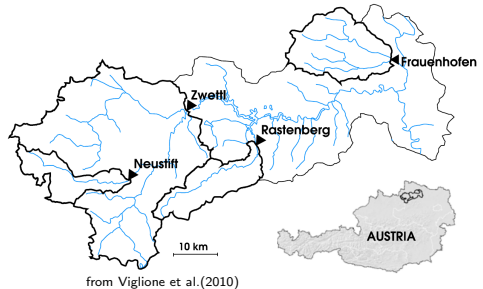 Zwettl
Frauenhofen
Rastenberg
Neustift
10 km
AUSTRIA
from Viglione et al.(2010)